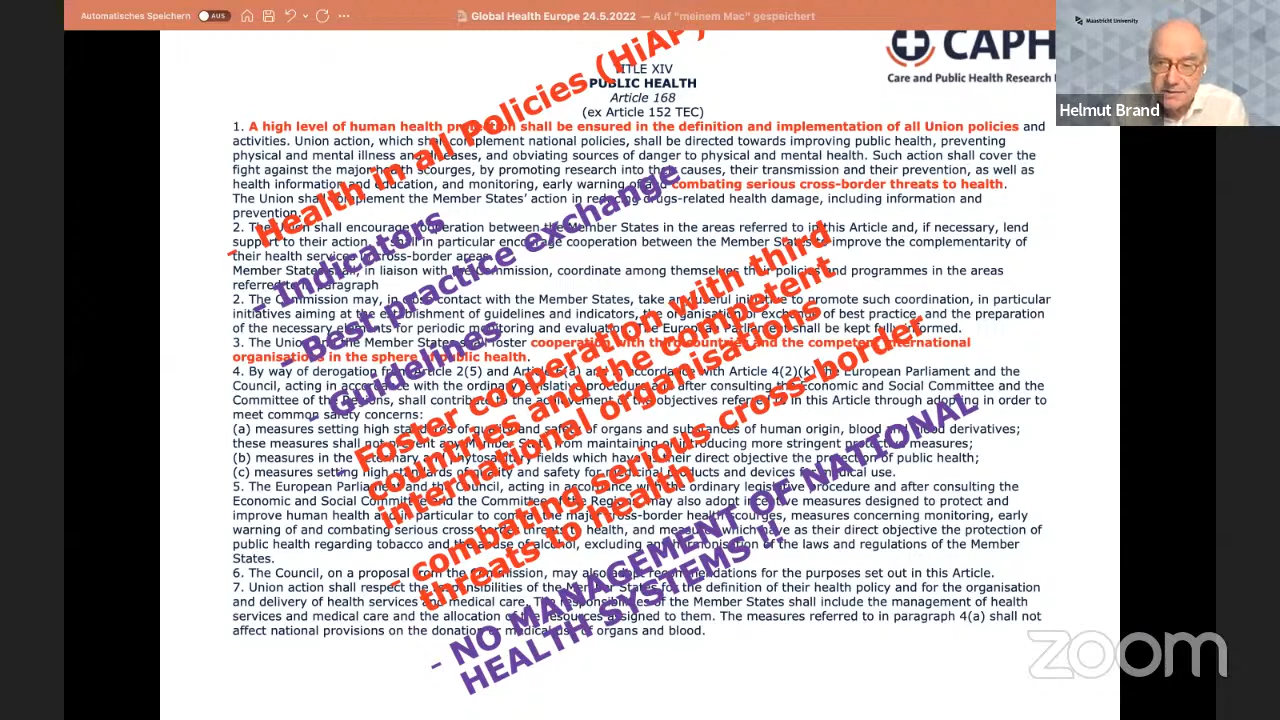 Automatisches Speichern AUS
Global Health Europe 24.5.2022 — Auf "meinem Mac" gespeichert
Maastricht University
CAPH
Care and Public Health Research
Helmut Brand
TITLE XIV
PUBLIC HEALTH
Article 168
(ex Article 152 TEC)
1. A high level of human health protection shall be ensured in the definition and implementation of all Union policies and
activities. Union action, which shall complement national policies, shall be directed towards improving public health, preventing
physical and mental illness and diseases, and obviating sources of danger to physical and mental health. Such action shall cover the
fight against the major health scourges, by promoting research into their causes, their transmission and their prevention, as well as
health information and education, and monitoring, early warning of and combating serious cross-border threats to health.
The Union shall complement the Member States' action in reducing drugs-related health damage, including information and
prevention.
2. The Union shall encourage cooperation between the Member States in the areas referred to in this Article and, if necessary, lend
support to their action. It shall in particular encourage cooperation between the Member States to improve the complementarity of
their health services in cross-border areas.
Member States shall, in liaison with the Commission, coordinate among themselves their policies and programmes in the areas
referred to in paragraph
2. The Commission may, in close contact with the Member States, take any useful initiative to promote such coordination, in particular
initiatives aiming at the establishment of guidelines and indicators, the organisation of exchange of best practice, and the preparation
of the necessary elements for periodic monitoring and evaluation. The European Parliament shall be kept fully informed.
3. The Union and the Member States shall foster cooperation with third countries and the competent international
organisations in the sphere of public health.
4. By way of derogation from Article 2(5) and Article 6(a) and in accordance with Article 4(2)(k) the European Parliament and the
Council, acting in accordance with the ordinary legislative procedure and after consulting the Economic and Social Committee and the
Committee of the Regions, shall contribute to the achievement of the objectives referred to in this Article through adopting in order to
meet common safety concerns:
(a) measures setting high standards of quality and safety of organs and substances of human origin, blood and blood derivatives;
these measures shall not prevent any Member State from maintaining or introducing more stringent protective measures;
(b) measures in the veterinary and phytosanitary fields which have as their direct objective the protection of public health;
(c) measures setting high standards of quality and safety for medicinal products and devices for medical use.
5. The European Parliament and the Council, acting in accordance with the ordinary legislative procedure and after consulting the
Economic and Social Committee and the Committee of the Regions, may also adopt incentive measures designed to protect and
improve human health and in particular to combat the major cross-border health scourges, measures concerning monitoring, early
warning of and combating serious cross-border threats to health, and measures which have as their direct objective the protection of
public health regarding tobacco and the abuse of alcohol, excluding any harmonisation of the laws and regulations of the Member
States.
6. The Council, on a proposal from the Commission, may also adopt recommendations for the purposes set out in this Article.
7. Union action shall respect the responsibilities of the Member States for the definition of their health policy and for the organisation
and delivery of health services and medical care. The responsibilities of the Member States shall include the management of health
services and medical care and the allocation of the resources assigned to them. The measures referred to in paragraph 4(a) shall not
affect national provisions on the donation or medical use of organs and blood.
- Health in all Policies (HiAP)
- Indicators
- Best practice exchange
- Guidelines
- Foster cooperation with third
countries and the competent
international organisations
- combating serious cross-border
threats to health
- NO MANAGEMENT OF NATIONAL
HEALTH SYSTEMS !!
zoom